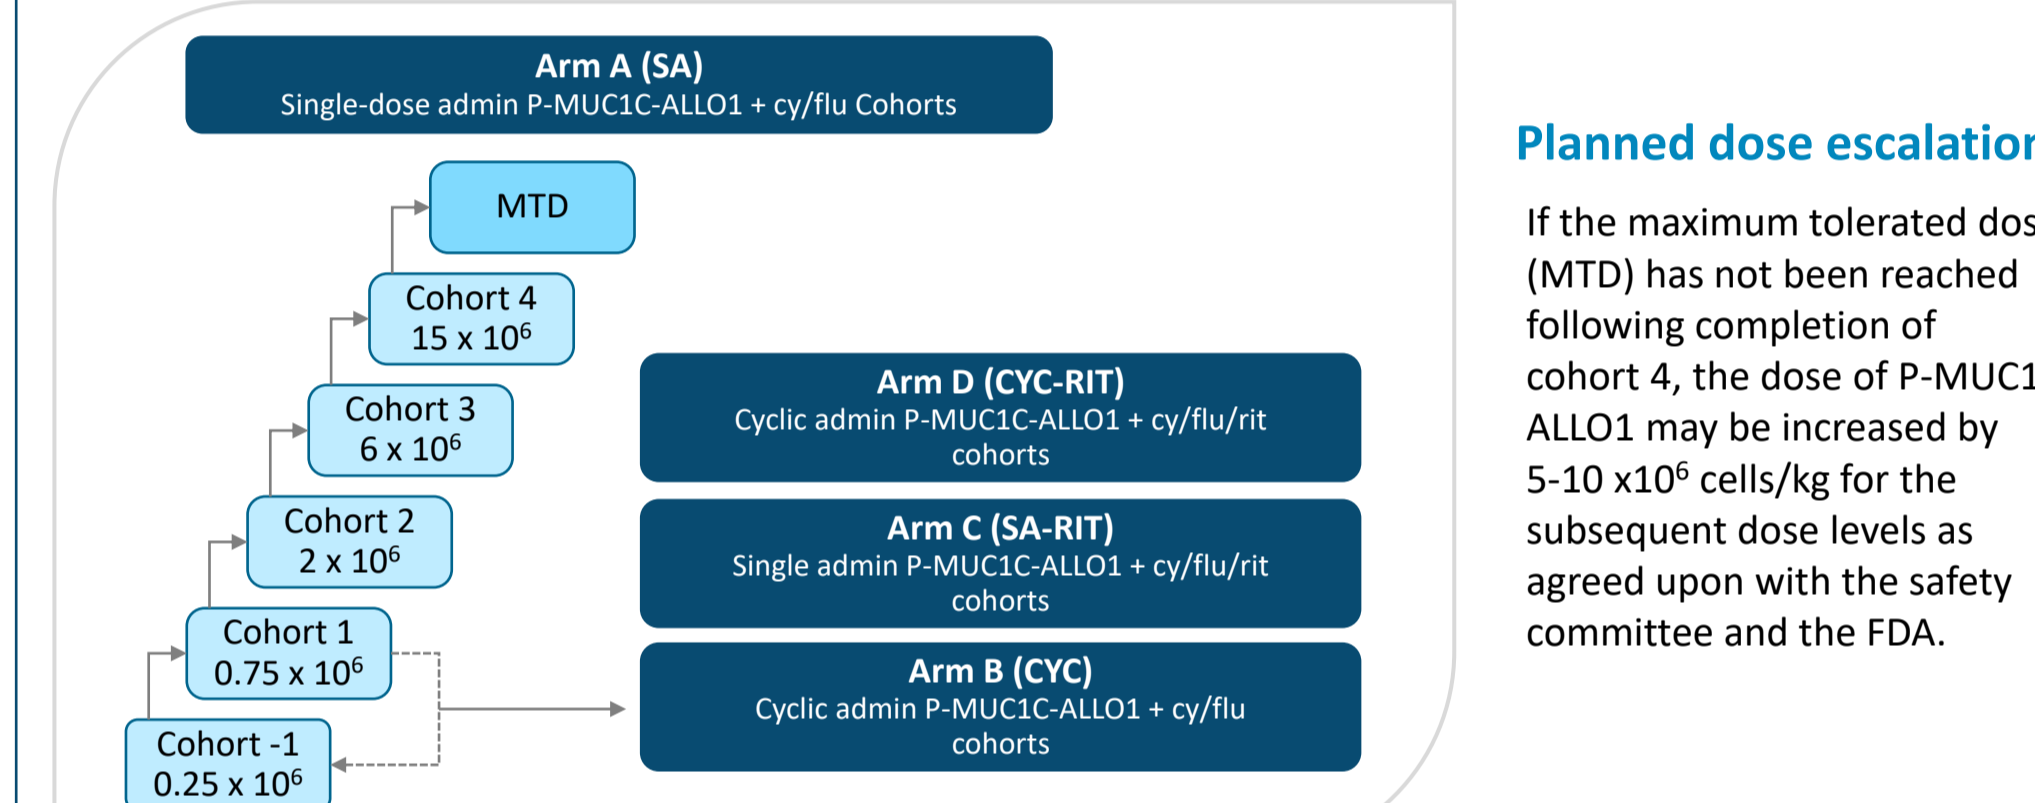 Arm A (SA)
Single-dose admin P-MUC1C-ALLO1 + cy/flu Cohorts
MTD
Cohort 4
15 x 10⁶
Cohort 3
6 x 10⁶
Cohort 2
2 x 10⁶
Cohort 1
0.75 x 10⁶
Cohort -1
0.25 x 10⁶
Arm D (CYC-RIT)
Cyclic admin P-MUC1C-ALLO1 + cy/flu/rit
cohorts
Arm C (SA-RIT)
Single admin P-MUC1C-ALLO1 + cy/flu/rit
cohorts
Arm B (CYC)
Cyclic admin P-MUC1C-ALLO1 + cy/flu
cohorts
Planned dose escalation
If the maximum tolerated dos
(MTD) has not been reached
following completion of
cohort 4, the dose of P-MUC1
ALLO1 may be increased by
5-10 x10⁶ cells/kg for the
subsequent dose levels as
agreed upon with the safety
committee and the FDA.